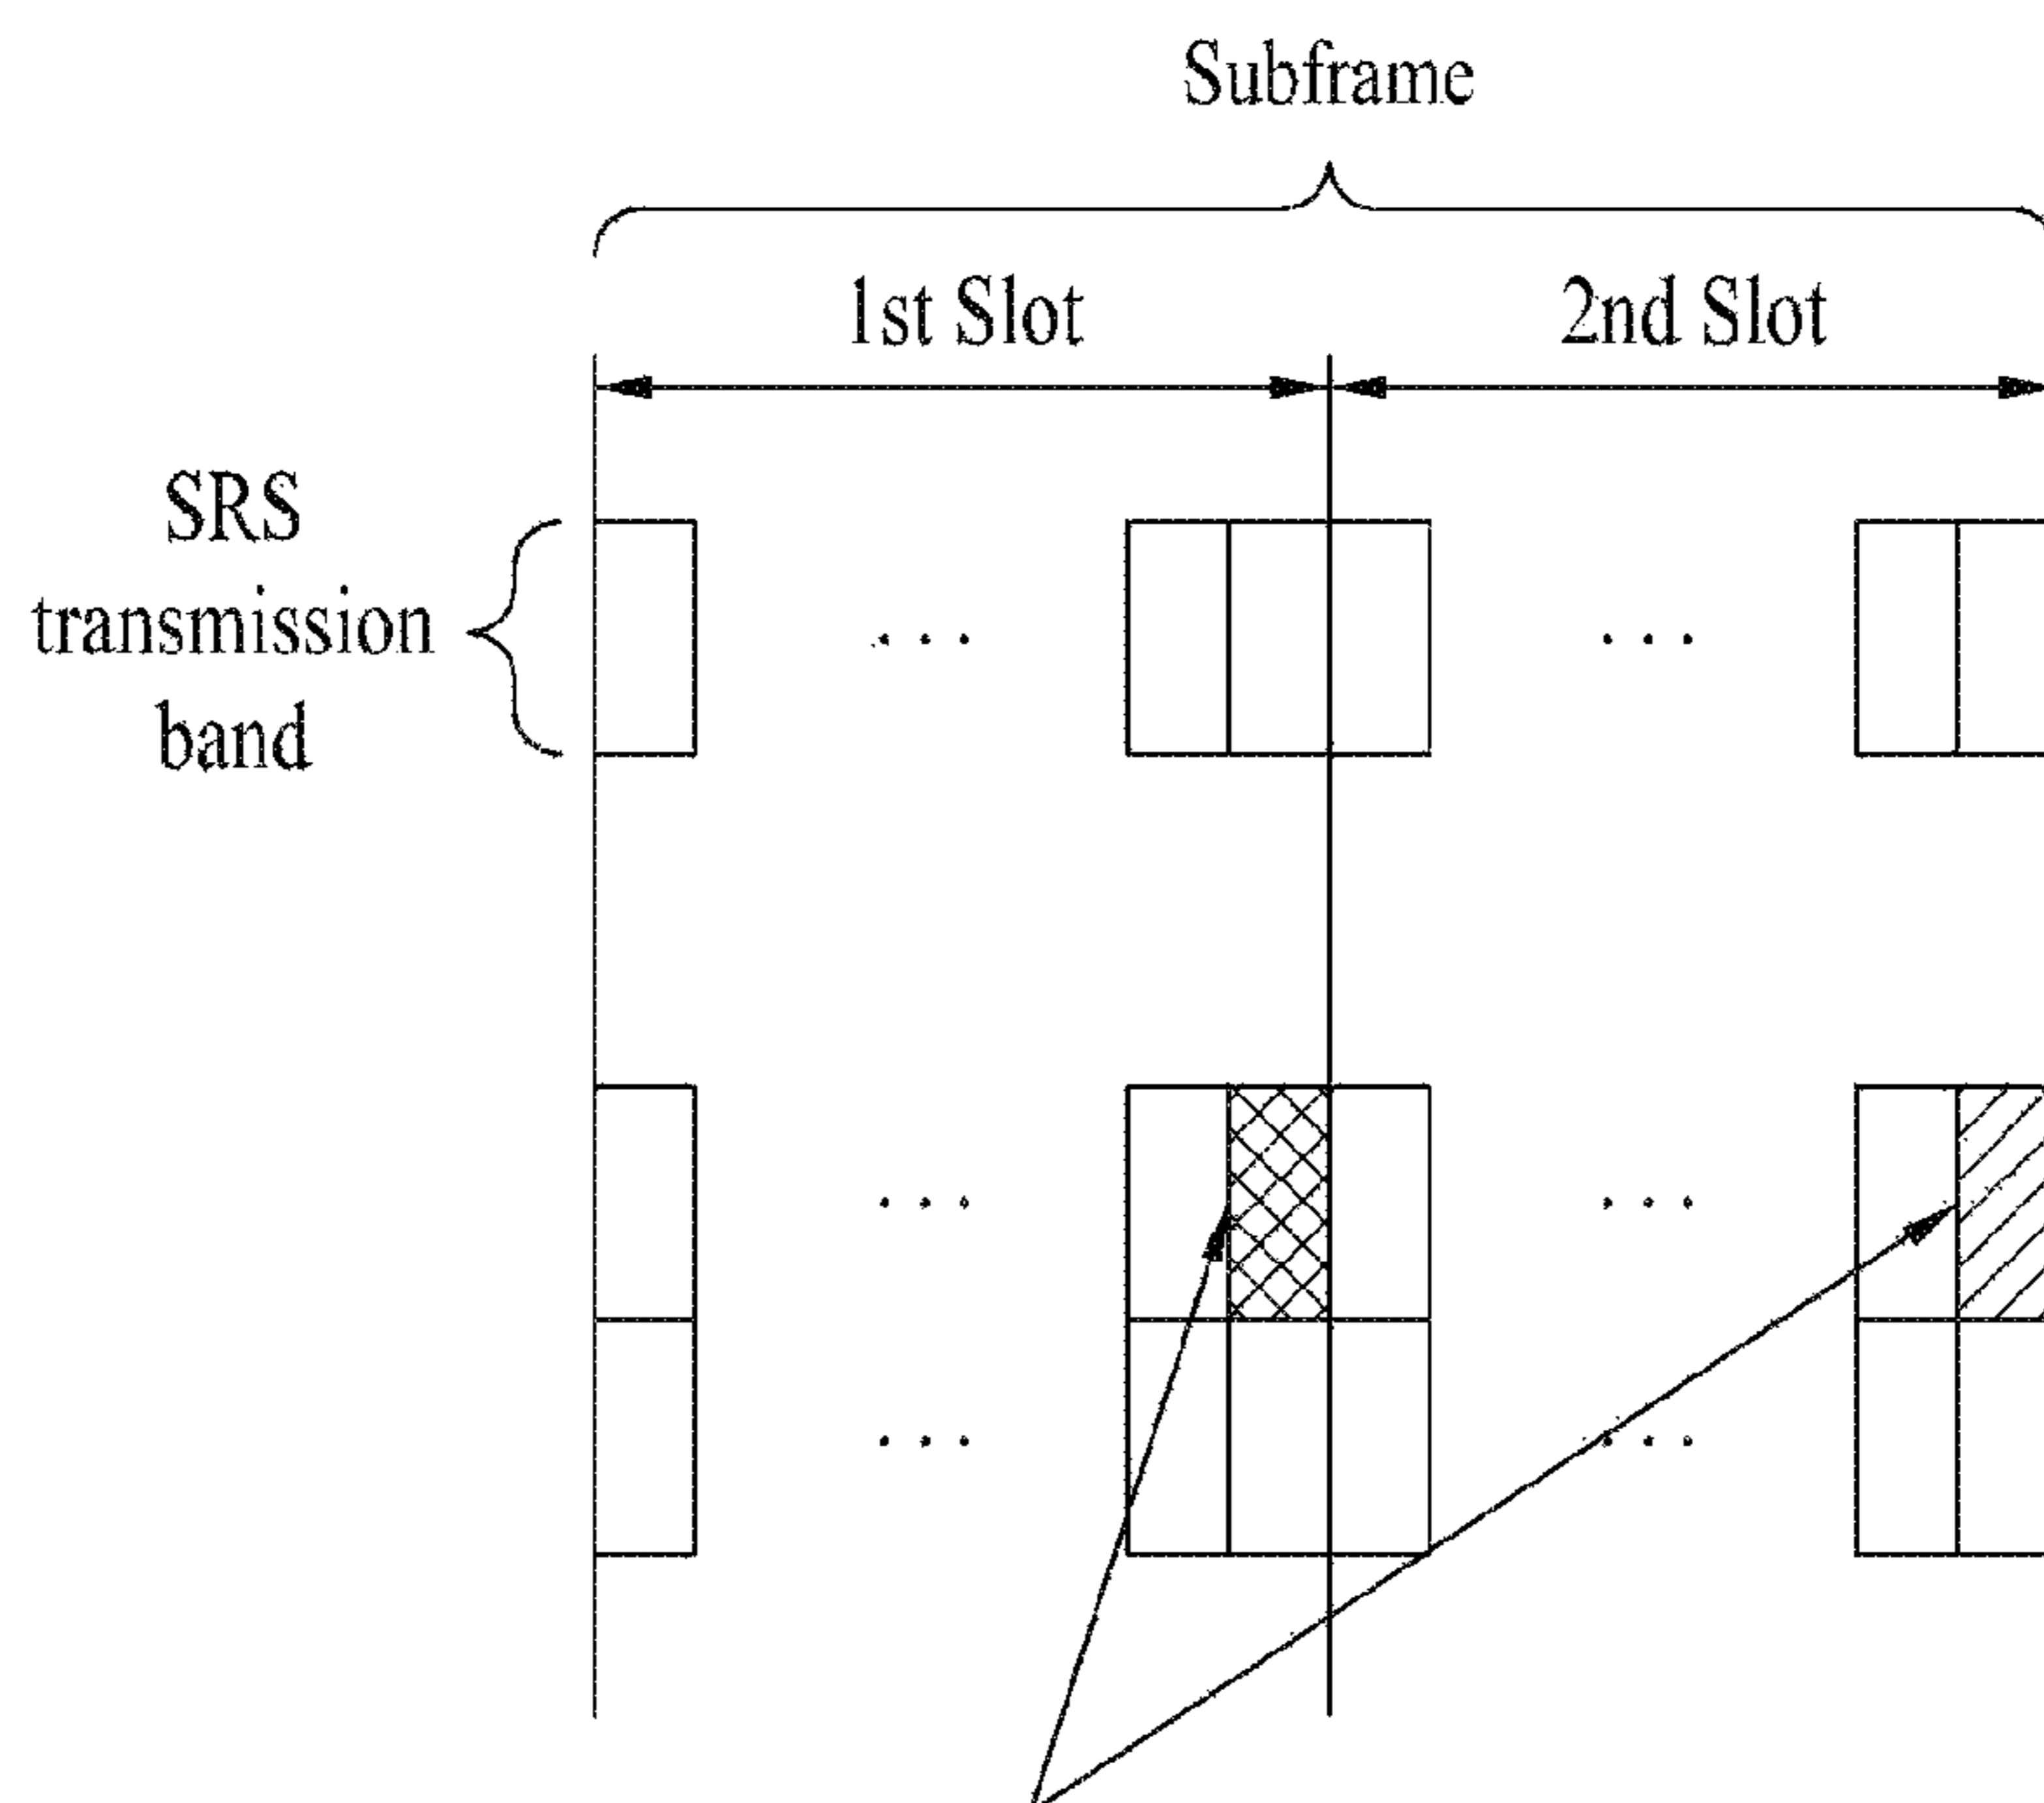 Subframe
1st Slot
2nd Slot
SRS
transmission
band